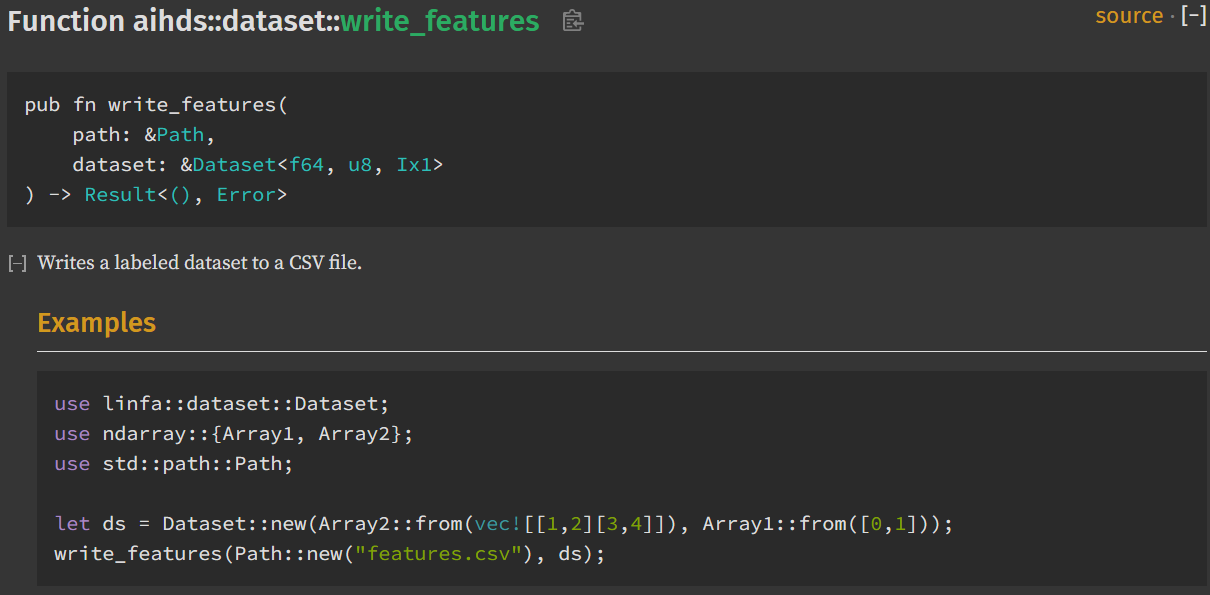 Function aihds::dataset::write_features
source · [−]
pub fn write_features(
    path: &Path,
    dataset: &Dataset<f64, u8, Ix1>
) -> Result<(), Error>
[−] Writes a labeled dataset to a CSV file.
Examples
use linfa::dataset::Dataset;
use ndarray::{Array1, Array2};
use std::path::Path;
let ds = Dataset::new(Array2::from(vec![[1,2][3,4]]), Array1::from([0,1]));
write_features(Path::new("features.csv"), ds);